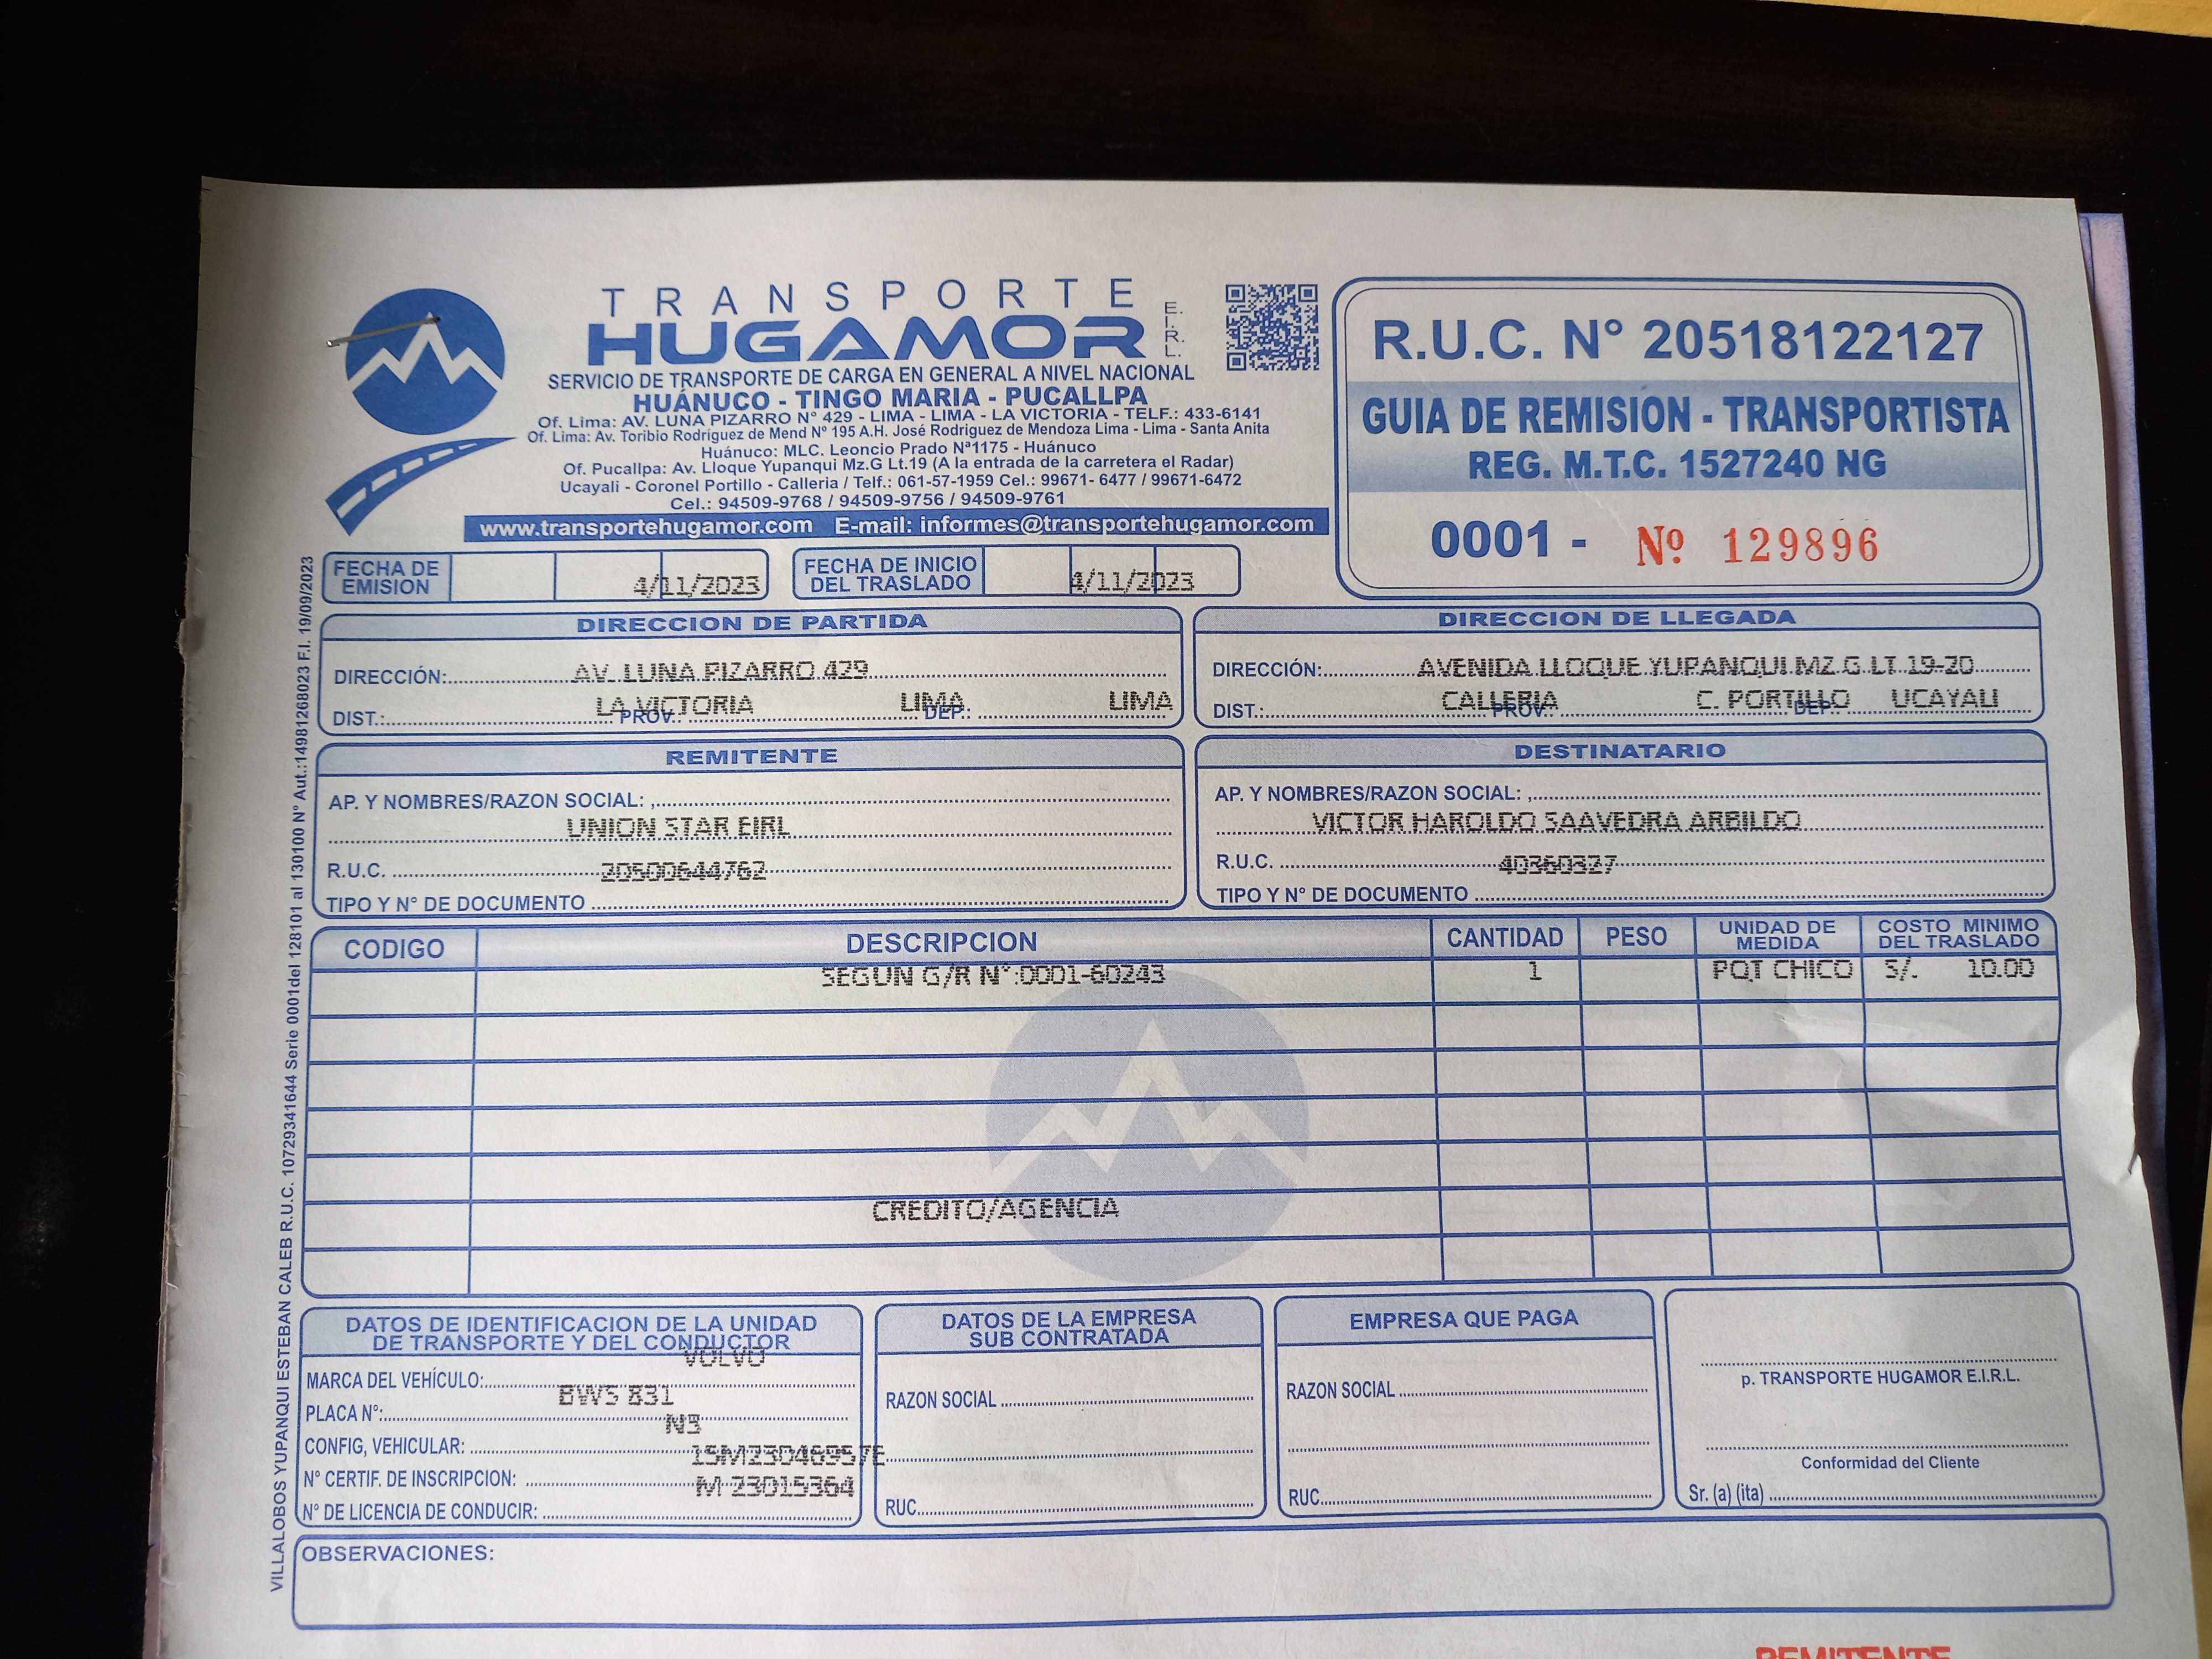 TRANSPORTE
HUGAMOR E.I.R.L.
SERVICIO DE TRANSPORTE DE CARGA EN GENERAL A NIVEL NACIONAL
HUÁNUCO - TINGO MARIA - PUCALLPA
Of. Lima: AV. LUNA PIZARRO N° 429 - LIMA - LIMA - LA VICTORIA - TELF.: 433-6141
Of. Lima: Av. Toribio Rodriguez de Mend Nº 195 A.H. José Rodriguez de Mendoza Lima - Lima - Santa Anita
Huánuco: MLC. Leoncio Prado Nª1175 - Huánuco
Of. Pucallpa: Av. Lloque Yupanqui Mz.G Lt.19 (A la entrada de la carretera el Radar)
Ucayali - Coronel Portillo - Calleria / Telf.: 061-57-1959 Cel.: 99671- 6477 / 99671-6472
Cel.: 94509-9768 / 94509-9756 / 94509-9761
www.transportehugamor.com E-mail: informes@transportehugamor.com
R.U.C. N° 20518122127
GUIA DE REMISION - TRANSPORTISTA
REG. M.T.C. 1527240 NG
0001 - Nº 129896
FECHA DE EMISION 4/11/2023
FECHA DE INICIO DEL TRASLADO 4/11/2023
DIRECCION DE PARTIDA
DIRECCIÓN: AV. LUNA PIZARRO 429
DIST.: LA VICTORIA PROV.: LIMA DEP.: LIMA
DIRECCION DE LLEGADA
DIRECCIÓN: AVENIDA LLOQUE YUPANQUI MZ G LT 19-20
DIST.: CALLERIA PROV.: C. PORTILLO DEP.: UCAYALI
REMITENTE
AP. Y NOMBRES/RAZON SOCIAL: ,
UNION STAR EIRL
R.U.C. 20500644762
TIPO Y N° DE DOCUMENTO
DESTINATARIO
AP. Y NOMBRES/RAZON SOCIAL: ,
VICTOR HAROLDO SAAVEDRA ARBILDO
R.U.C. 40360327
TIPO Y N° DE DOCUMENTO
CODIGO DESCRIPCION CANTIDAD PESO UNIDAD DE MEDIDA COSTO MINIMO DEL TRASLADO
SEGUN G/R N°:0001-60243 1 PQT CHICO S/. 10.00
CREDITO/AGENCIA
DATOS DE IDENTIFICACION DE LA UNIDAD
DE TRANSPORTE Y DEL CONDUCTOR
MARCA DEL VEHÍCULO: VOLVO
PLACA N°: BWS 831
CONFIG, VEHICULAR: N3
N° CERTIF. DE INSCRIPCION: 15M23046957E
N° DE LICENCIA DE CONDUCIR: M 23015364
DATOS DE LA EMPRESA
SUB CONTRATADA
RAZON SOCIAL
RUC
EMPRESA QUE PAGA
RAZON SOCIAL
RUC
p. TRANSPORTE HUGAMOR E.I.R.L.
Conformidad del Cliente
Sr. (a) (ita)
OBSERVACIONES:
REMITENTE
VILLALOBOS YUPANQUI ESTEBAN CALEB R.U.C. 10729341644 Serie 0001del 128101 al 130100 N° Aut.:14981268023 F.I. 19/09/2023